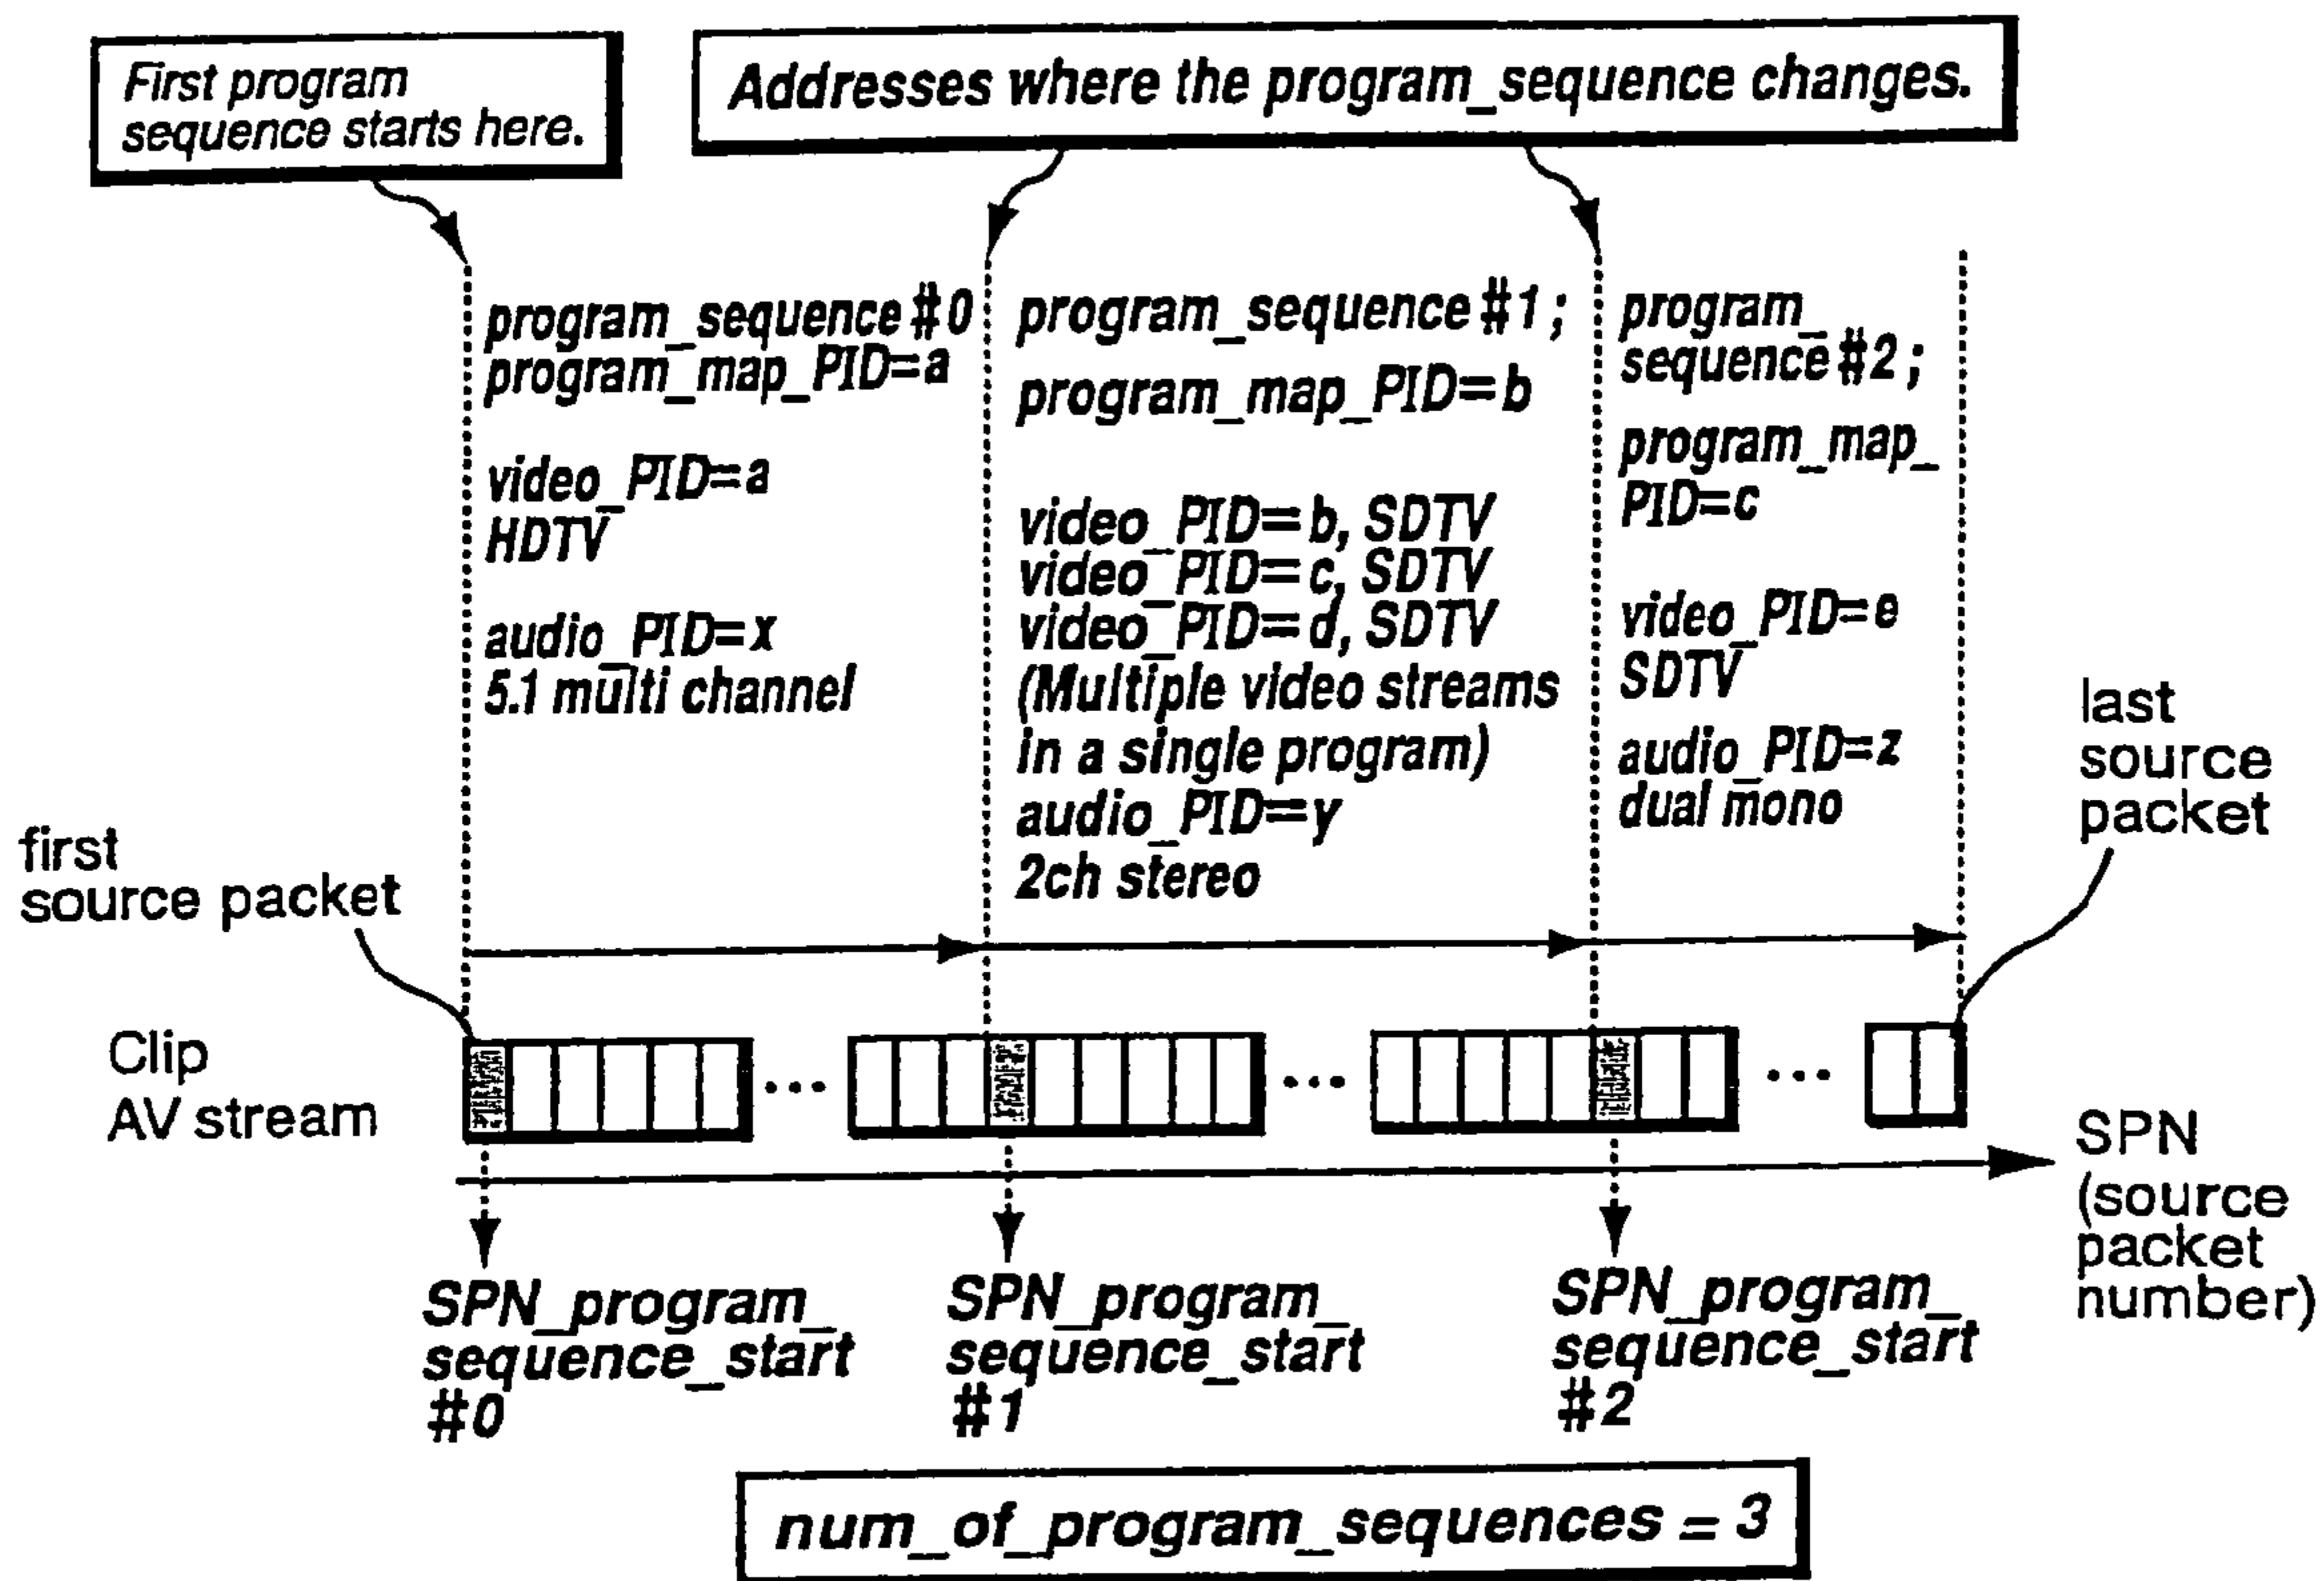 First program
sequence starts here.
Addresses where the program_sequence changes.
program_sequence #0
program_map_PID=a
video_PID=a
HDTV
audio_PID=x
5.1 multi channel
program_sequence #1 ;
program_map_PID=b
video_PID=b, SDTV
video_PID=c, SDTV
video_PID=d, SDTV
(Multiple video streams
in a single program)
audio_PID=y
2ch stereo
program_
sequence #2 ;
program_map_
PID=c
video_PID=e
SDTV
audio_PID=z
dual mono
last
source
packet
first
source packet
Clip
AV stream
... ... ...
SPN
(source
packet
number)
SPN_program_
sequence_start
#0
SPN_program_
sequence_start
#1
SPN_program_
sequence_start
#2
num_of_program_sequences = 3